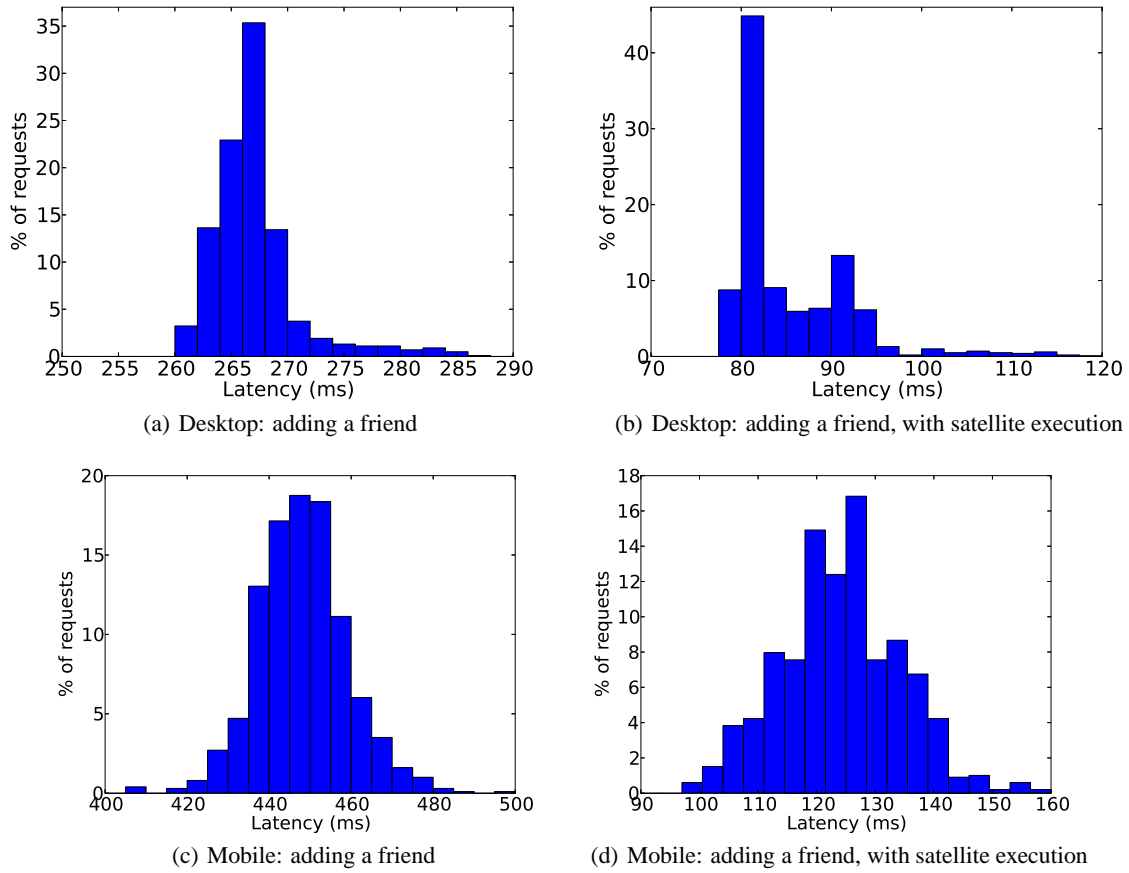 35
30
25
20
15
10
5
0
% of requests
250 255 260 265 270 275 280 285 290
Latency (ms)
(a) Desktop: adding a friend
40
30
20
10
0
% of requests
70 80 90 100 110 120
Latency (ms)
(b) Desktop: adding a friend, with satellite execution
20
15
10
5
0
% of requests
400 420 440 460 480 500
Latency (ms)
(c) Mobile: adding a friend
18
16
14
12
10
8
6
4
2
0
% of requests
90 100 110 120 130 140 150 160
Latency (ms)
(d) Mobile: adding a friend, with satellite execution